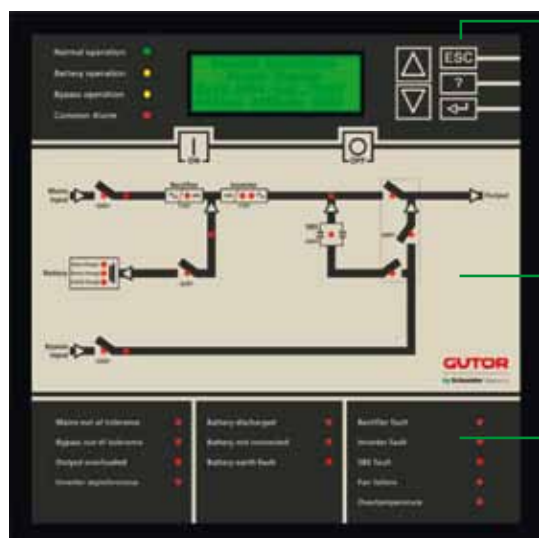 Normal operation
Battery operation
Bypass operation
Common Alarm
ESC
?
ON
OFF
Mains
input
Rectifier
Inverter
Output
SBS
Battery
Bypass
input
GUTOR
by Schneider Electric
Mains out of tolerance
Bypass out of tolerance
Output overloaded
Inverter asynchronous
Battery discharged
Battery not connected
Battery earth fault
Rectifier fault
Inverter fault
SBS fault
Fan failure
Overtemperature